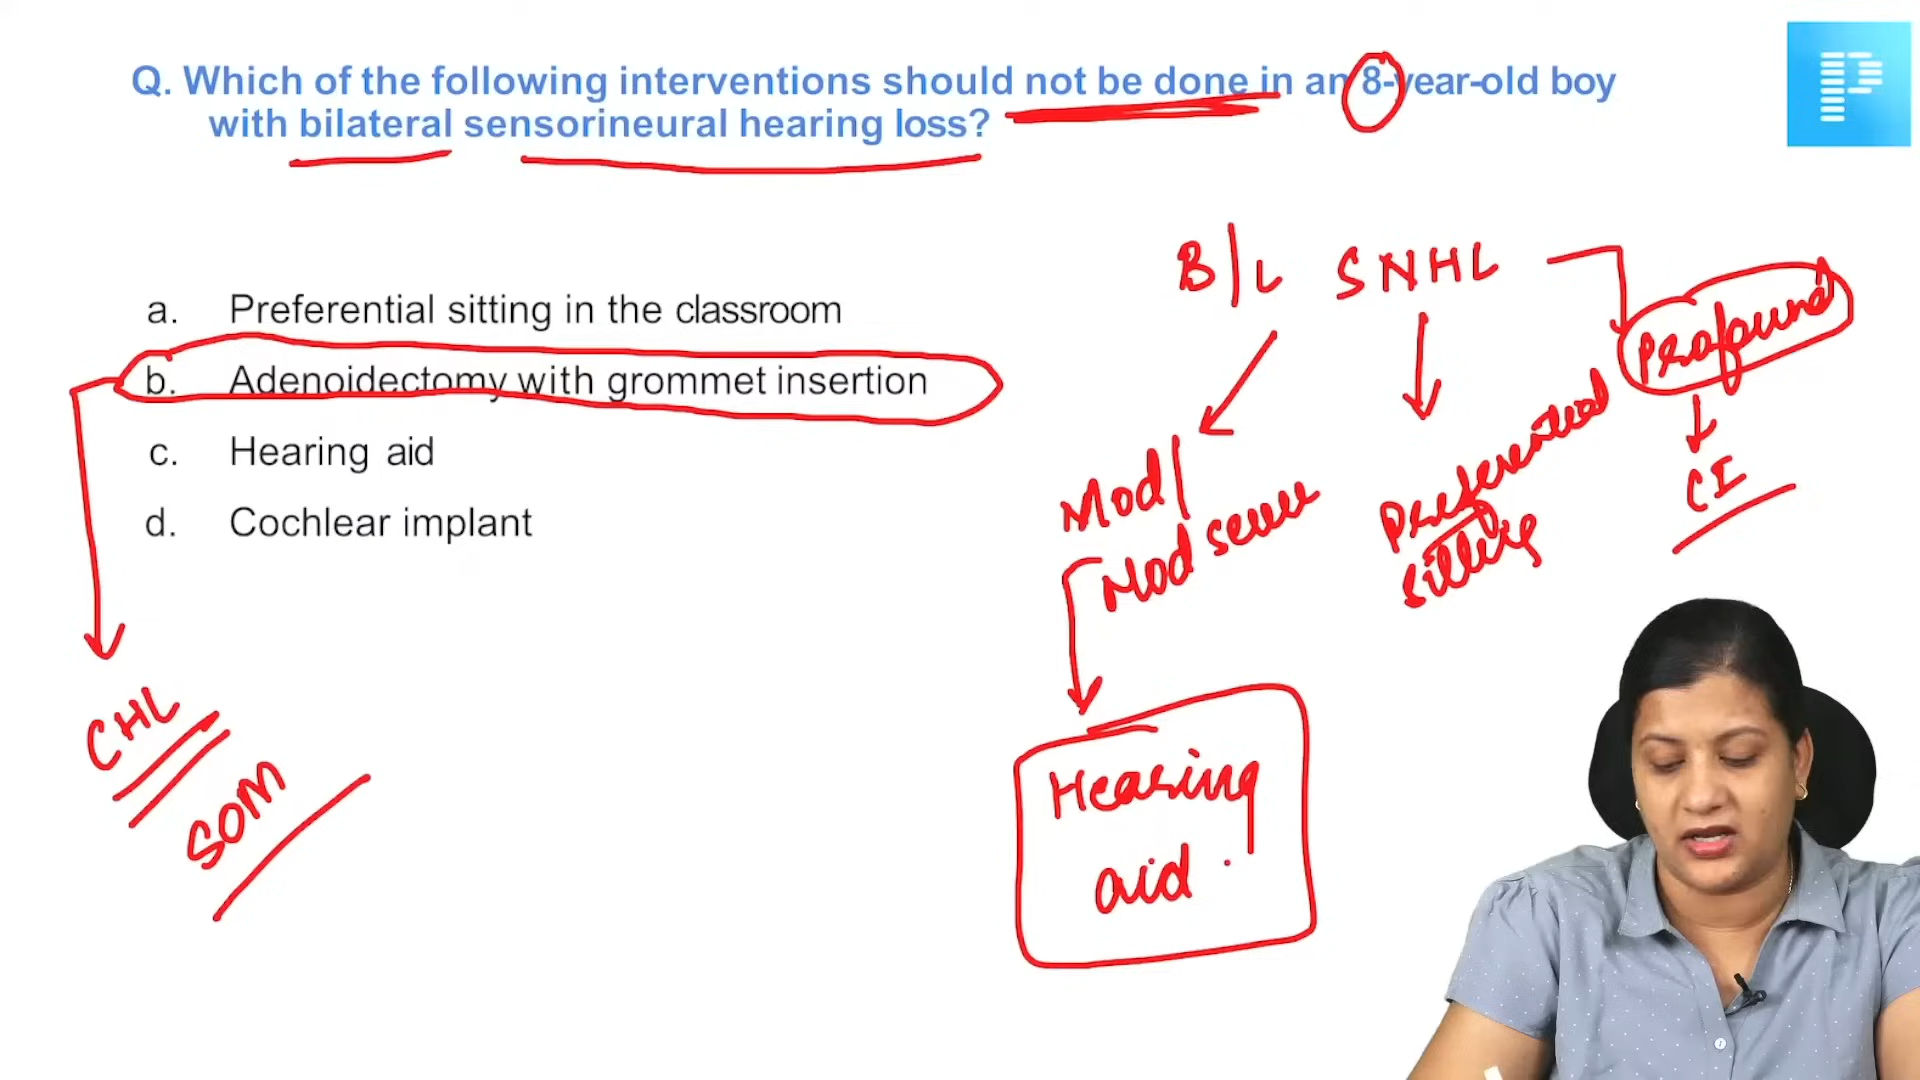 Q. Which of the following interventions should not be done in an 8-year-old boy
with bilateral sensorineural hearing loss?
a. Preferential sitting in the classroom
b. Adenoidectomy with grommet insertion
c. Hearing aid
d. Cochlear implant
B/L SNHL
Profound
CI
Mod/
Mod severe
Preferential
sitting
Hearing
aid.
CHL
SOM
P